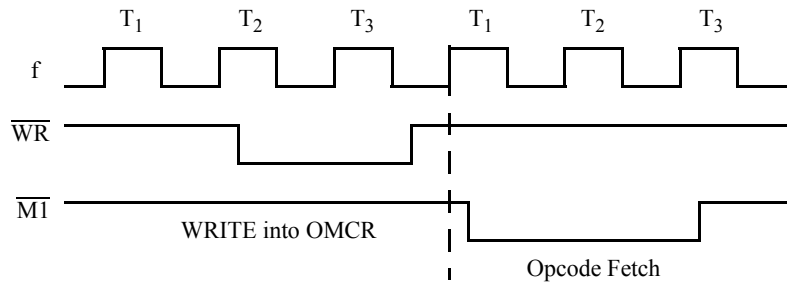 T1 T2 T3 T1 T2 T3
f
WR
M1
WRITE into OMCR
Opcode Fetch